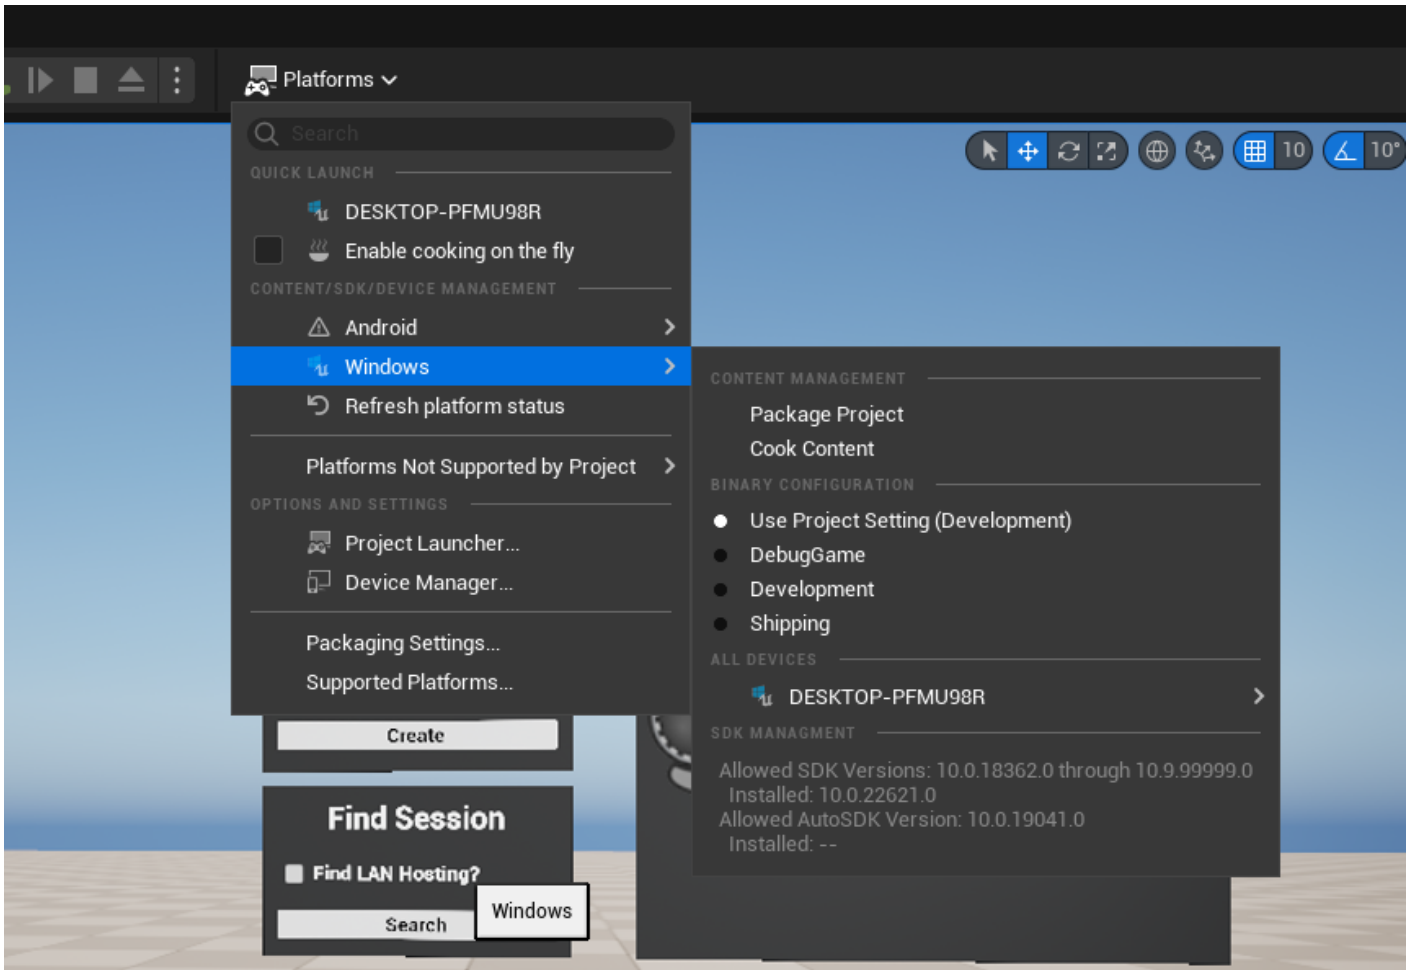 Platforms
Search
10
10°
QUICK LAUNCH
DESKTOP-PFMU98R
Enable cooking on the fly
CONTENT/SDK/DEVICE MANAGEMENT
Android
Windows
Refresh platform status
Platforms Not Supported by Project
OPTIONS AND SETTINGS
Project Launcher...
Device Manager...
Packaging Settings...
Supported Platforms...
CONTENT MANAGEMENT
Package Project
Cook Content
BINARY CONFIGURATION
Use Project Setting (Development)
DebugGame
Development
Shipping
ALL DEVICES
DESKTOP-PFMU98R
SDK MANAGMENT
Allowed SDK Versions: 10.0.18362.0 through 10.9.99999.0
Installed: 10.0.22621.0
Allowed AutoSDK Version: 10.0.19041.0
Installed: --
Create
Find Session
Find LAN Hosting?
Search
Windows